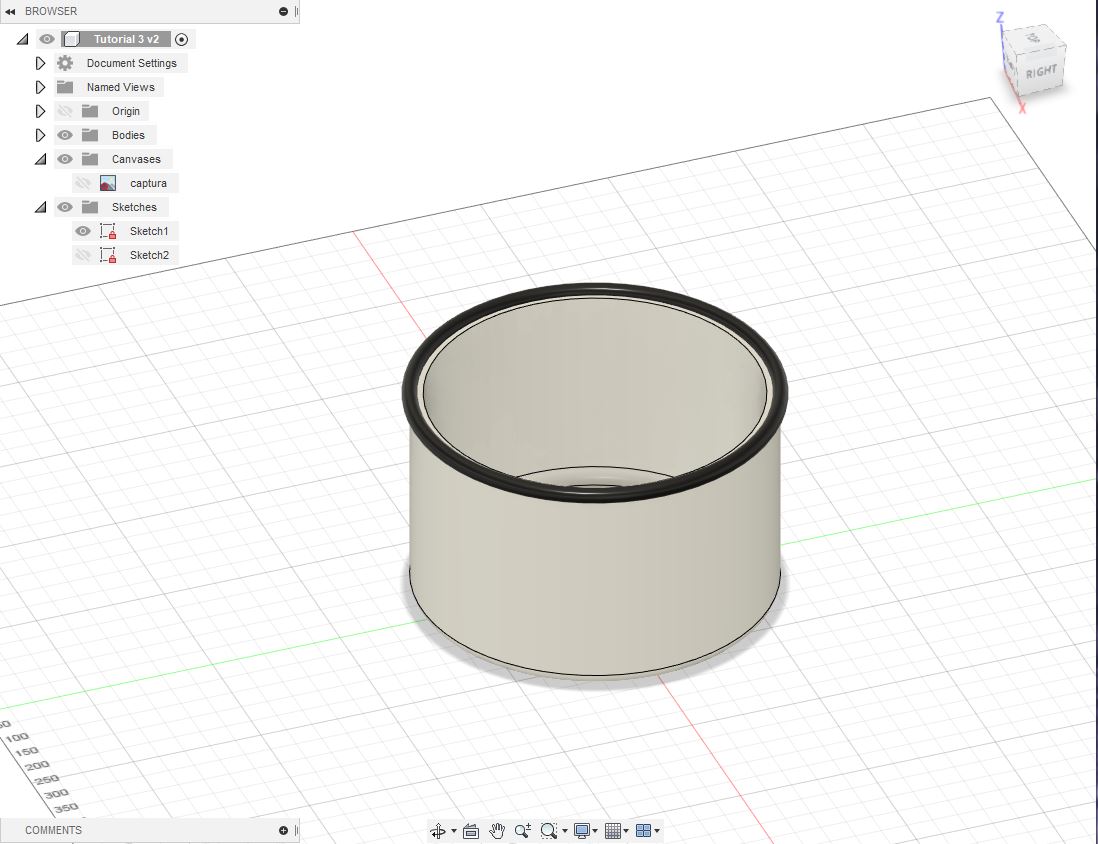 BROWSER
Tutorial 3 v2
Document Settings
Named Views
Origin
Bodies
Canvases
captura
Sketches
Sketch1
Sketch2
Z
RIGHT
X
100
150
200
250
300
350
COMMENTS